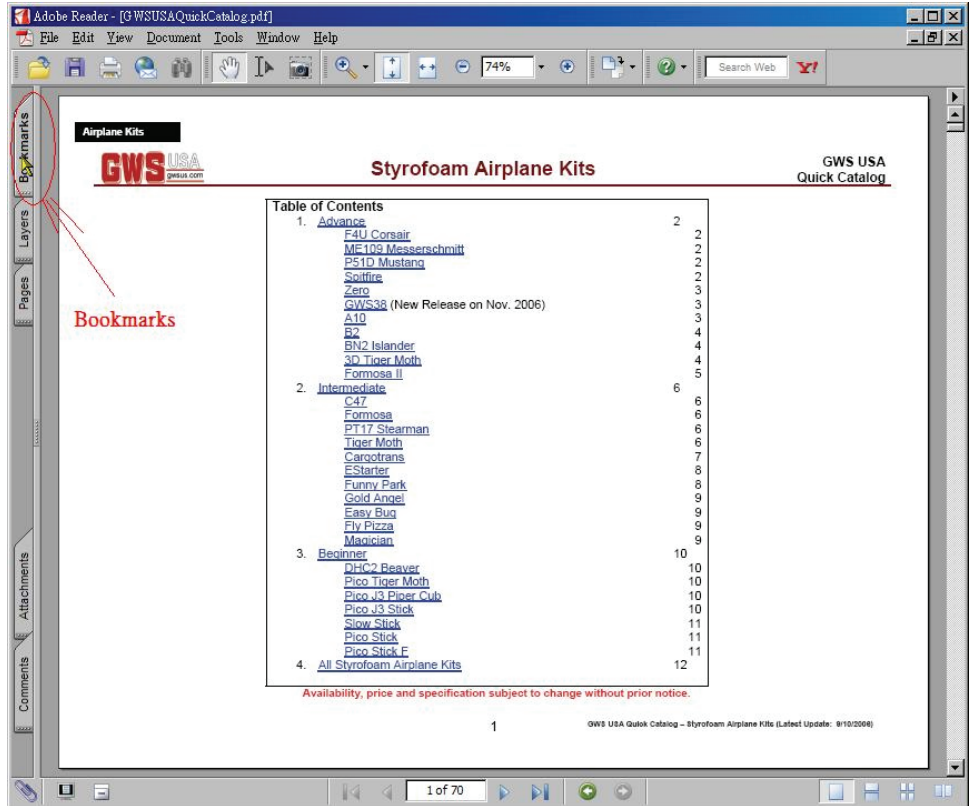 Adobe Reader - [GWSUSAQuickCatalog.pdf]
File Edit View Document Tools Window Help
74%
Search Web Y!
Bookmarks
Layers
Pages
Attachments
Comments
Bookmarks
Airplane Kits
GWS USA
gwsus.com
Styrofoam Airplane Kits
GWS USA
Quick Catalog
Table of Contents
1. Advance 2
F4U Corsair 2
ME109 Messerschmitt 2
P51D Mustang 2
Spitfire 2
Zero 3
GWS38 (New Release on Nov. 2006) 3
A10 3
B2 4
BN2 Islander 4
3D Tiger Moth 4
Formosa II 5
2. Intermediate 6
C47 6
Formosa 6
PT17 Stearman 6
Tiger Moth 6
Cargotrans 7
EStarter 8
Funny Park 8
Gold Angel 9
Easy Bug 9
Fly Pizza 9
Magician 9
3. Beginner 10
DHC2 Beaver 10
Pico Tiger Moth 10
Pico J3 Piper Cub 10
Pico J3 Stick 10
Slow Stick 11
Pico Stick 11
Pico Stick F 11
4. All Styrofoam Airplane Kits 12
Availability, price and specification subject to change without prior notice.
1
GWS USA Quick Catalog – Styrofoam Airplane Kits (Latest Update: 9/10/2006)
1 of 70